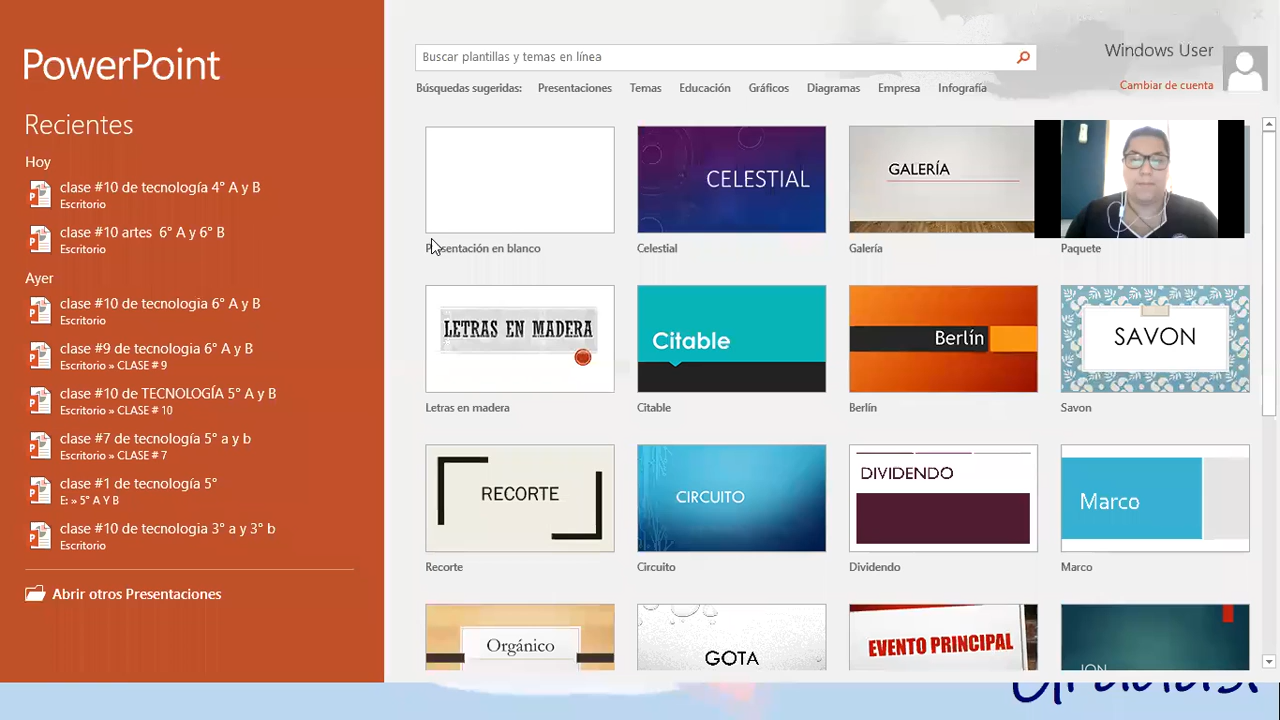 PowerPoint
Recientes
Hoy
clase #10 de tecnología 4° A y B
Escritorio
clase #10 artes 6° A y 6° B
Escritorio
Ayer
clase #10 de tecnologia 6° A y B
Escritorio
clase #9 de tecnologia 6° A y B
Escritorio » CLASE # 9
clase #10 de TECNOLOGÍA 5° A y B
Escritorio » CLASE # 10
clase #7 de tecnología 5° a y b
Escritorio » CLASE # 7
clase #1 de tecnología 5°
E: » 5° A Y B
clase #10 de tecnologia 3° a y 3° b
Escritorio
Abrir otros Presentaciones
Buscar plantillas y temas en línea
Windows User
Cambiar de cuenta
Búsquedas sugeridas: Presentaciones Temas Educación Gráficos Diagramas Empresa Infografía
CELESTIAL
GALERÍA
Presentación en blanco
Celestial
Galería
Paquete
LETRAS EN MADERA
Citable
Berlín
SAVON
Letras en madera
Citable
Berlín
Savon
RECORTE
CIRCUITO
DIVIDENDO
Marco
Recorte
Circuito
Dividendo
Marco
Orgánico
GOTA
EVENTO PRINCIPAL